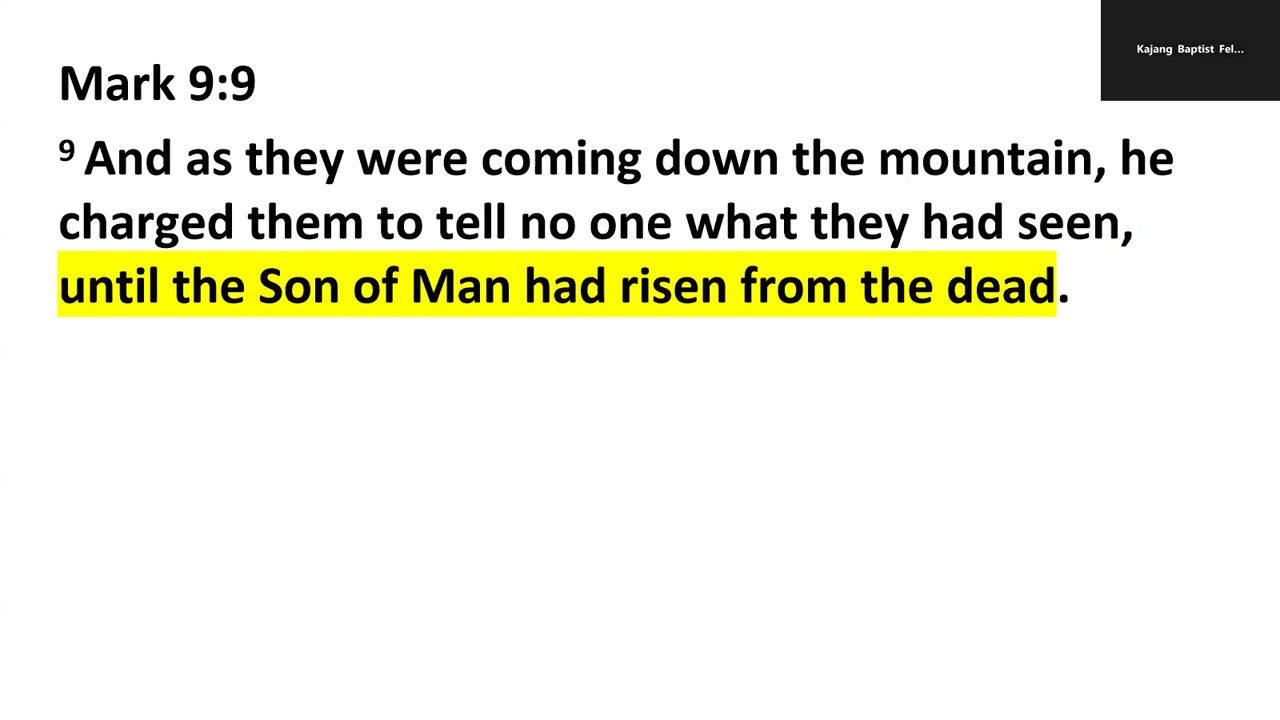 Kajang Baptist Fel...
Mark 9:9
9 And as they were coming down the mountain, he
charged them to tell no one what they had seen,
until the Son of Man had risen from the dead.